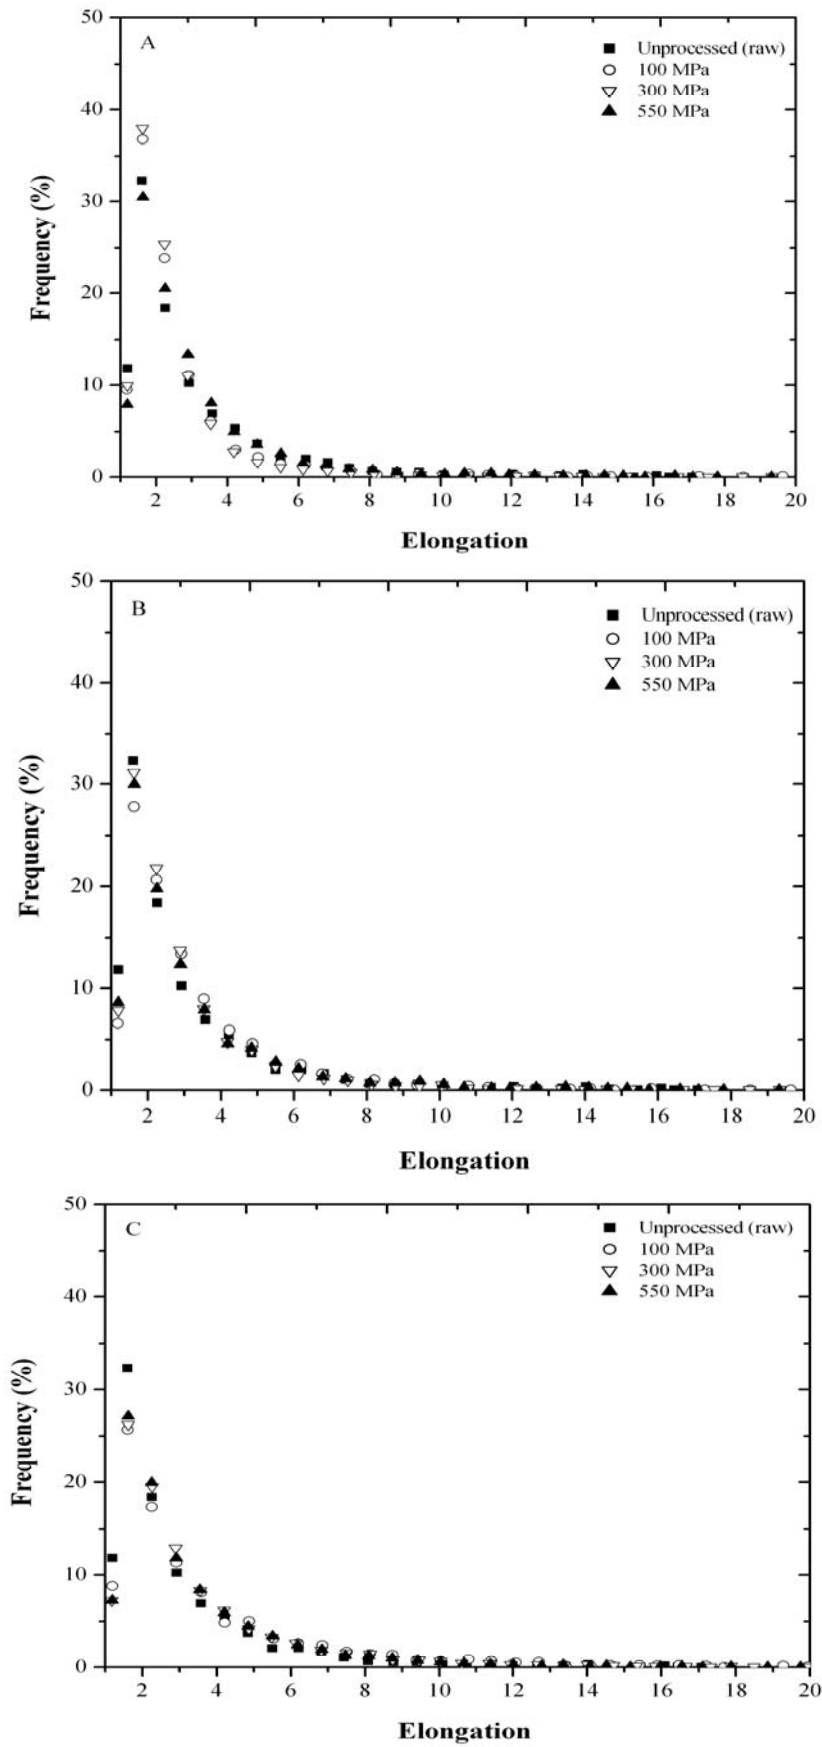 50
A
Unprocessed (raw)
100 MPa
300 MPa
550 MPa
40
30
20
10
0
Frequency (%)
2 4 6 8 10 12 14 16 18 20
Elongation
50
B
Unprocessed (raw)
100 MPa
300 MPa
550 MPa
40
30
20
10
0
Frequency (%)
2 4 6 8 10 12 14 16 18 20
Elongation
50
C
Unprocessed (raw)
100 MPa
300 MPa
550 MPa
40
30
20
10
0
Frequency (%)
2 4 6 8 10 12 14 16 18 20
Elongation